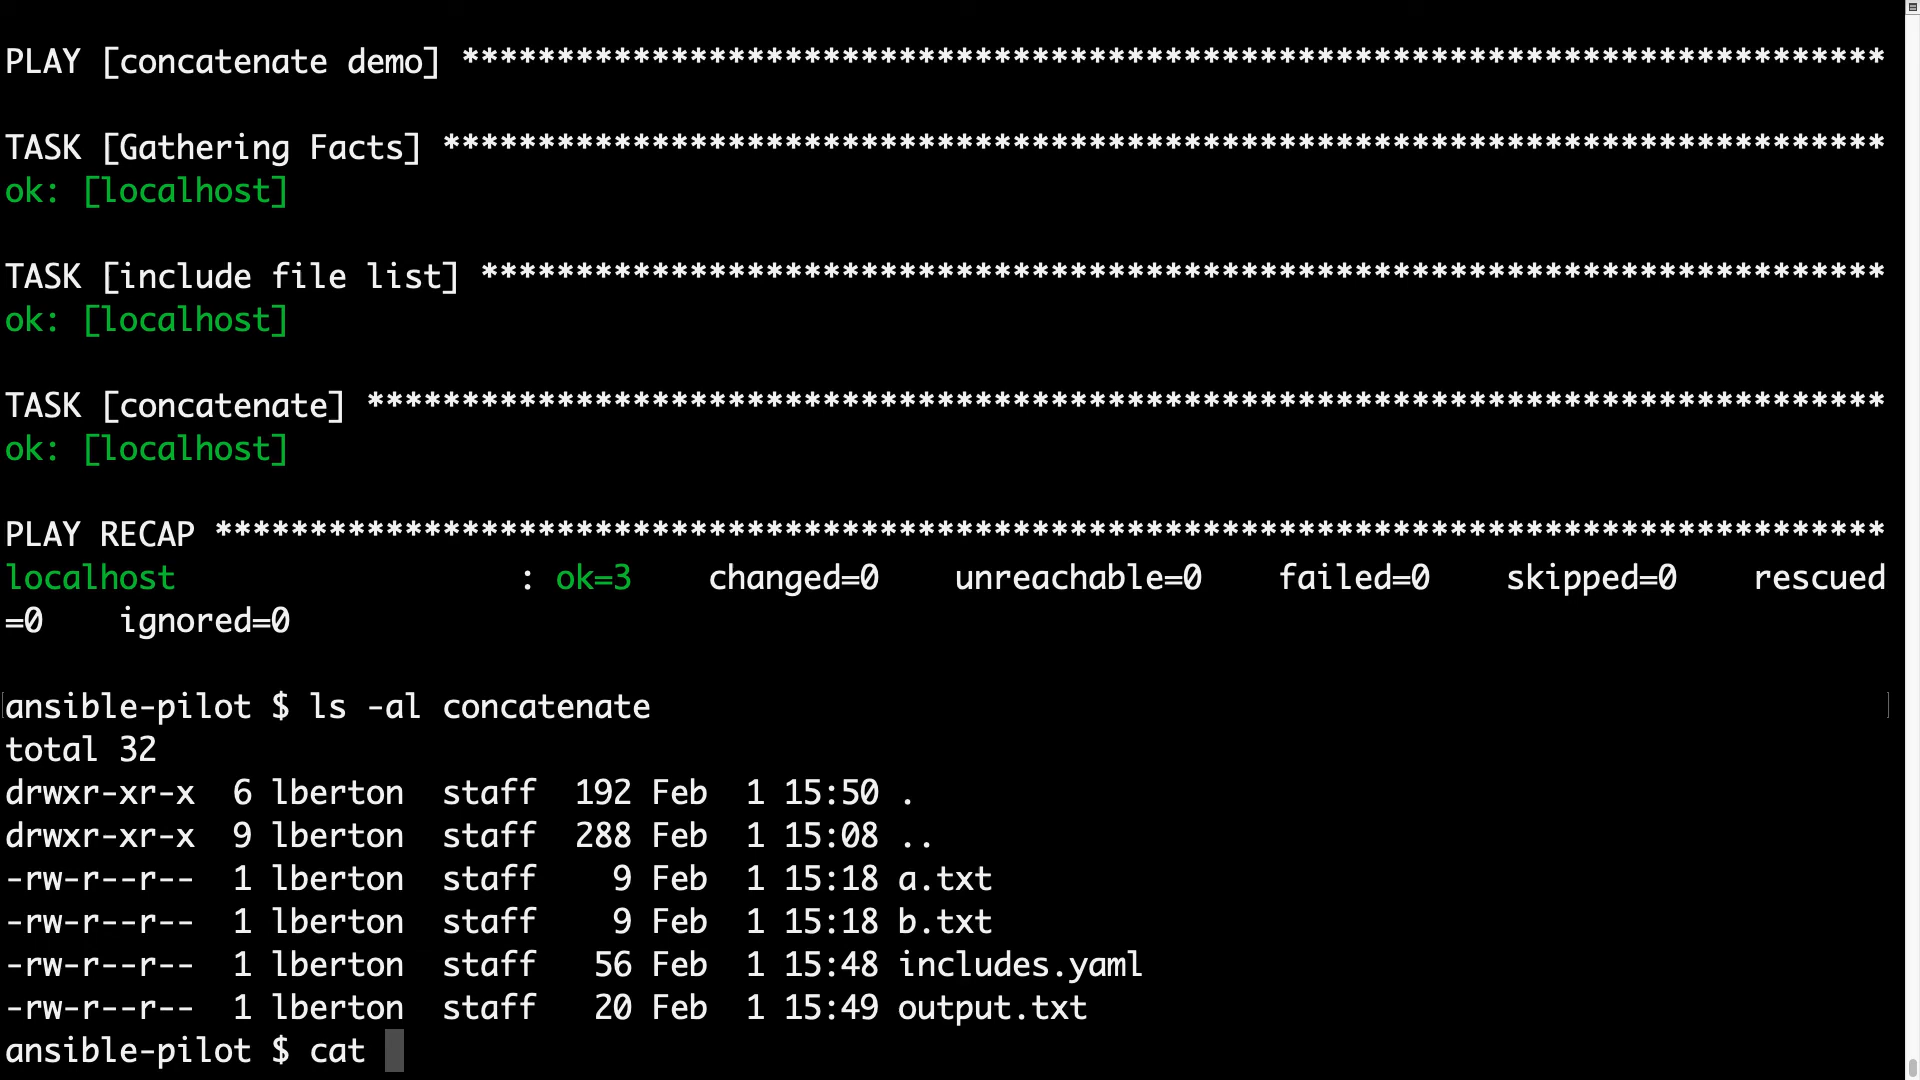 PLAY [concatenate demo] ***************************************************************************
TASK [Gathering Facts] ****************************************************************************
ok: [localhost]
TASK [include file list] **************************************************************************
ok: [localhost]
TASK [concatenate] ********************************************************************************
ok: [localhost]
PLAY RECAP ****************************************************************************************
localhost                  : ok=3    changed=0    unreachable=0    failed=0    skipped=0    rescued
=0    ignored=0
ansible-pilot $ ls -al concatenate
total 32
drwxr-xr-x  6 lberton  staff  192 Feb  1 15:50 .
drwxr-xr-x  9 lberton  staff  288 Feb  1 15:08 ..
-rw-r--r--  1 lberton  staff    9 Feb  1 15:18 a.txt
-rw-r--r--  1 lberton  staff    9 Feb  1 15:18 b.txt
-rw-r--r--  1 lberton  staff   56 Feb  1 15:48 includes.yaml
-rw-r--r--  1 lberton  staff   20 Feb  1 15:49 output.txt
ansible-pilot $ cat